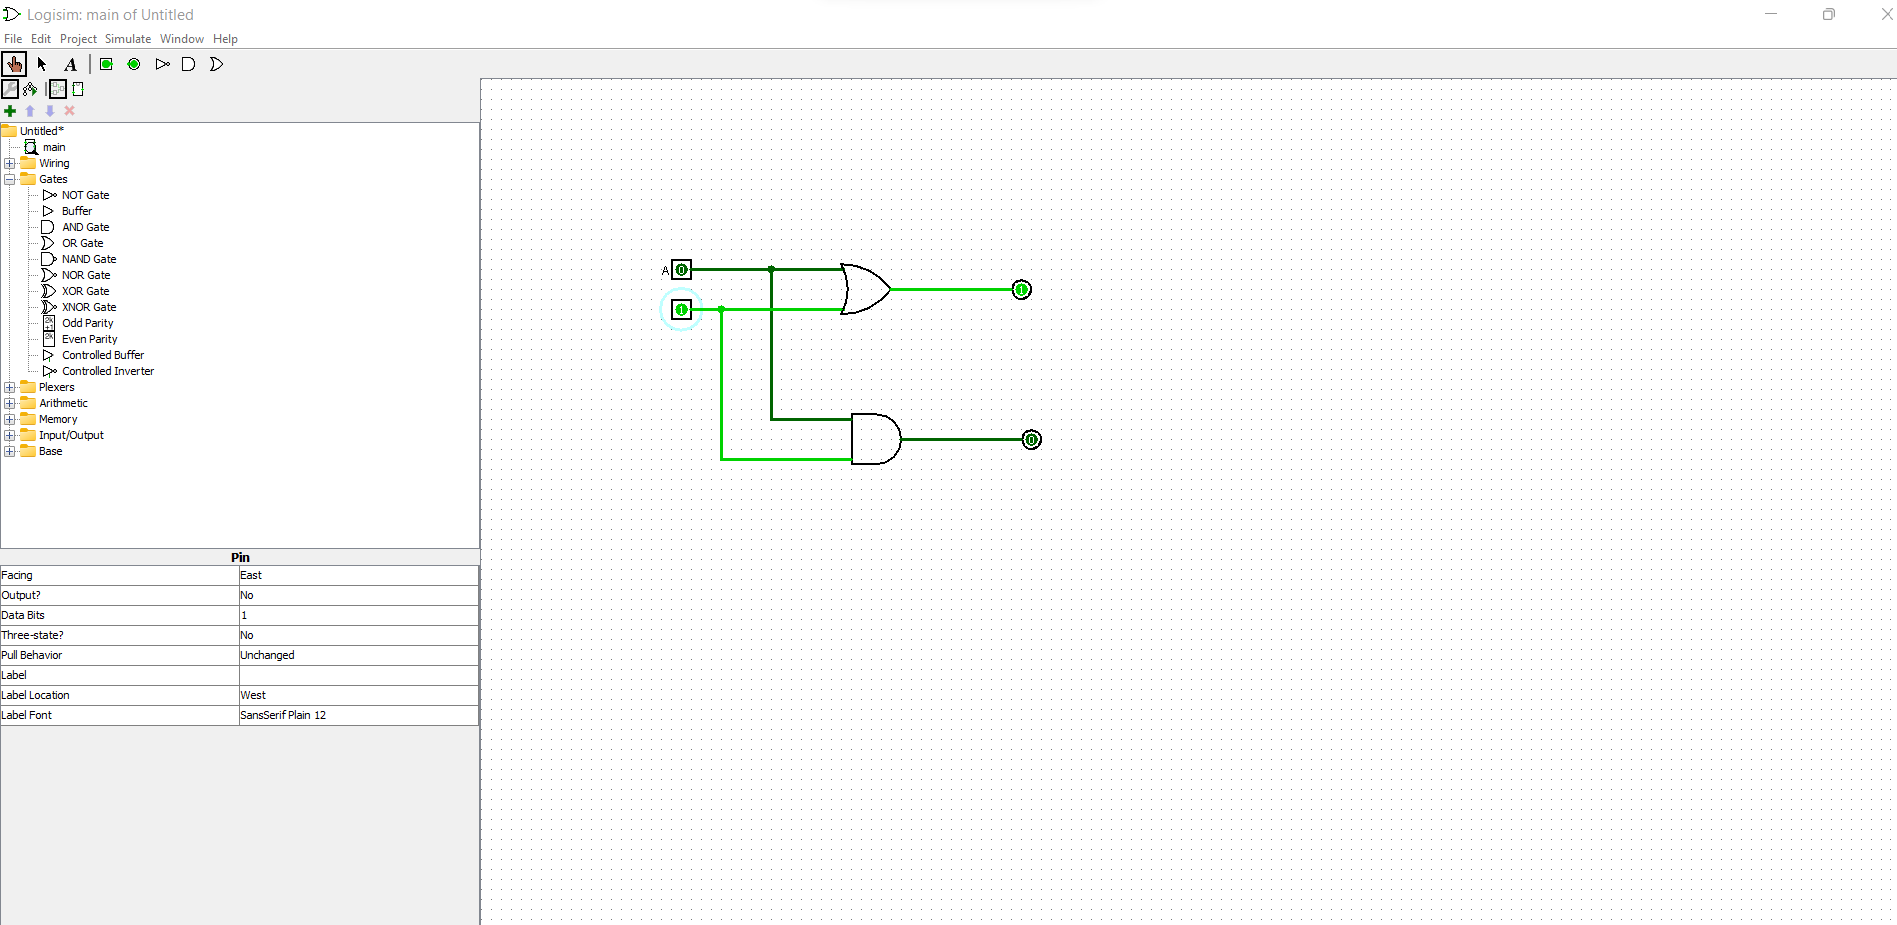 Logisim: main of Untitled
File Edit Project Simulate Window Help
A
Untitled*
main
Wiring
Gates
NOT Gate
Buffer
AND Gate
OR Gate
NAND Gate
NOR Gate
XOR Gate
XNOR Gate
2k+1 Odd Parity
2k Even Parity
Controlled Buffer
Controlled Inverter
Plexers
Arithmetic
Memory
Input/Output
Base
A 0
1
1
0
Pin
Facing East
Output? No
Data Bits 1
Three-state? No
Pull Behavior Unchanged
Label
Label Location West
Label Font SansSerif Plain 12